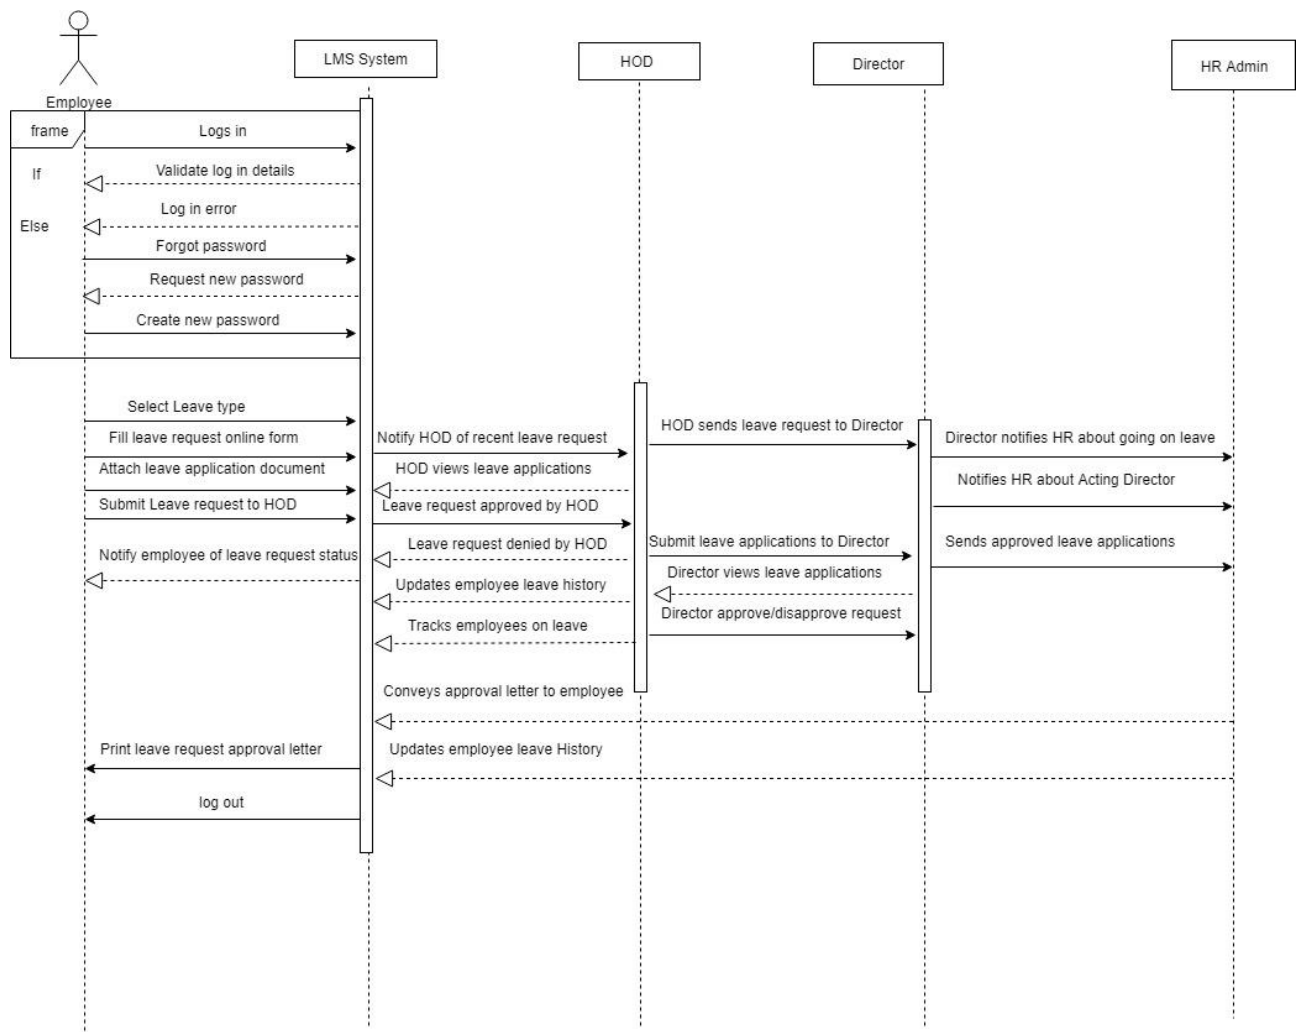 LMS System
HOD
Director
HR Admin
Employee
frame
Logs in
If
Validate log in details
Log in error
Else
Forgot password
Request new password
Create new password
Select Leave type
Fill leave request online form
Notify HOD of recent leave request
HOD sends leave request to Director
Director notifies HR about going on leave
Attach leave application document
HOD views leave applications
Notifies HR about Acting Director
Submit Leave request to HOD
Leave request approved by HOD
Notify employee of leave request status
Leave request denied by HOD
Submit leave applications to Director
Sends approved leave applications
Updates employee leave history
Director views leave applications
Tracks employees on leave
Director approve/disapprove request
Conveys approval letter to employee
Print leave request approval letter
Updates employee leave History
log out